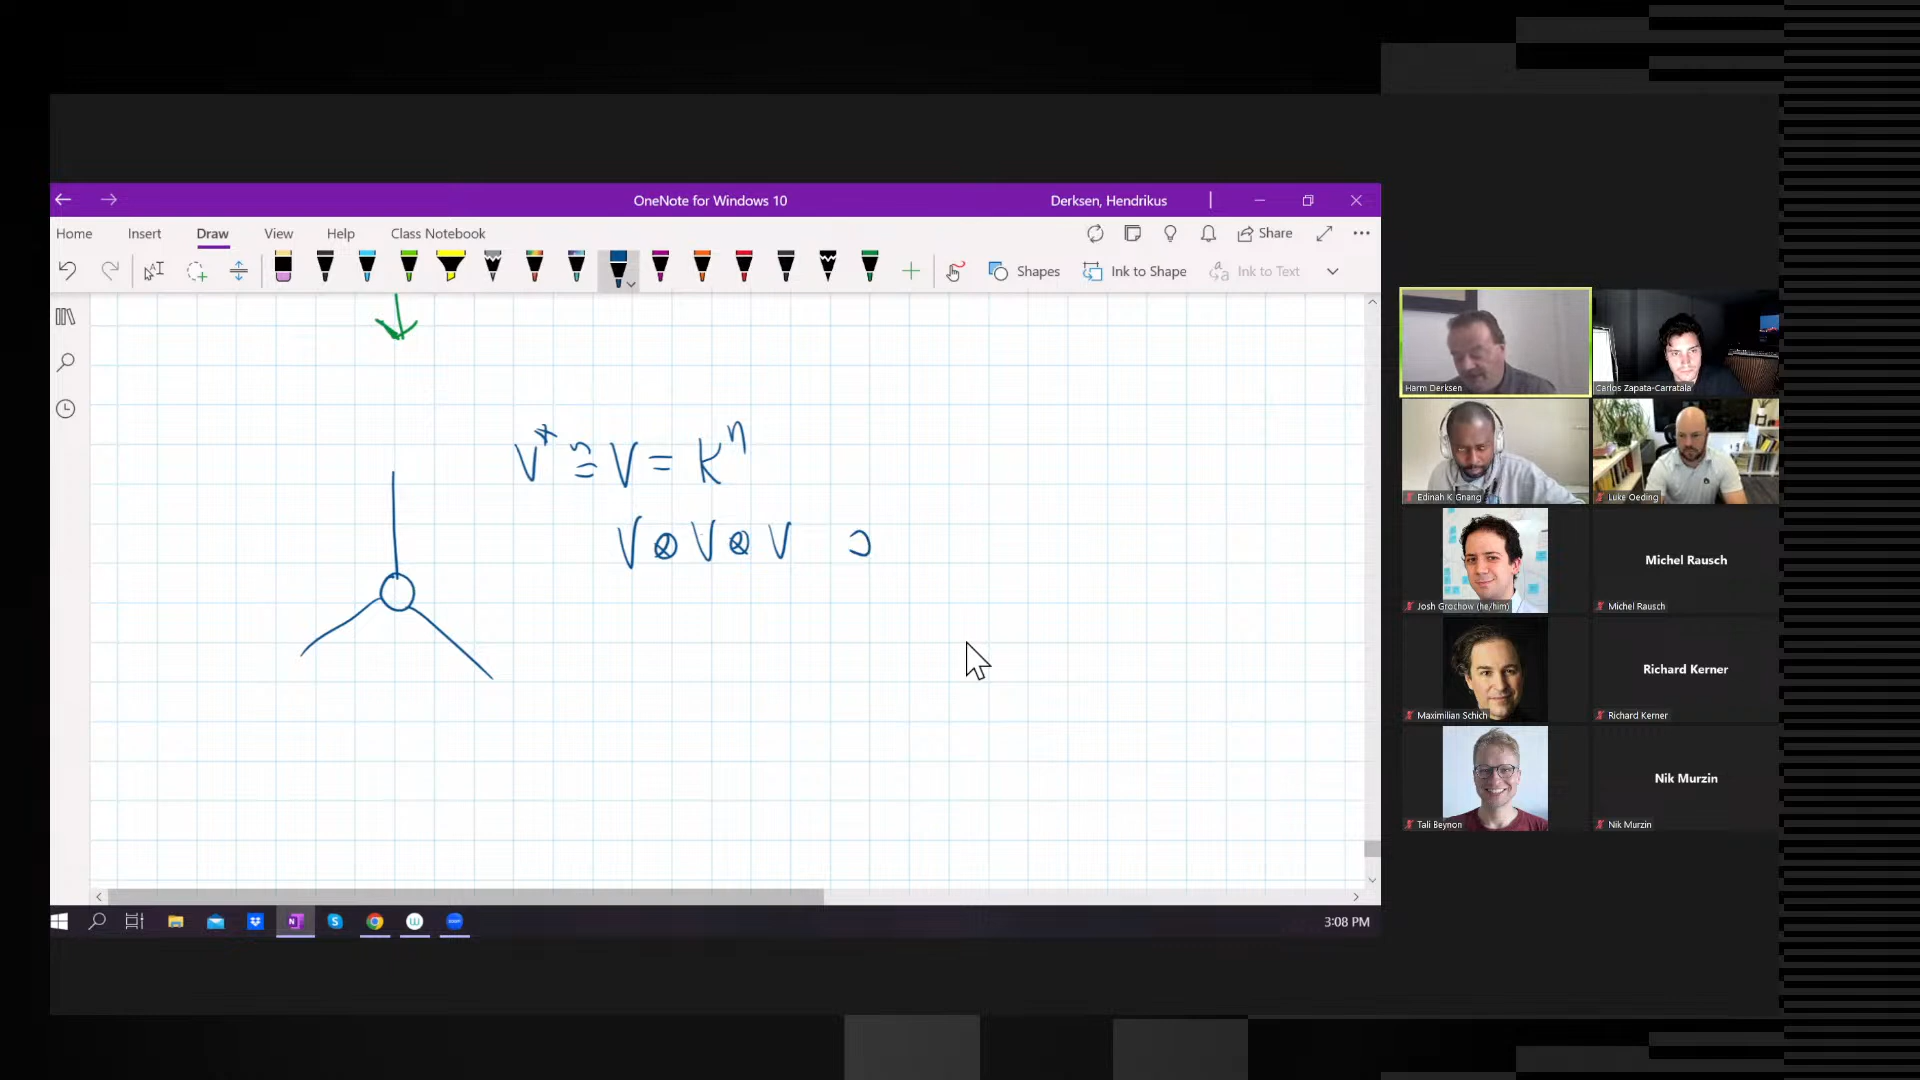 OneNote for Windows 10
Derksen, Hendrikus
Home Insert Draw View Help Class Notebook
Share
Shapes Ink to Shape Ink to Text
V* ≅ V = K^n
V ⊗ V ⊗ V ⊃
3:08 PM
Harm Derksen
Carlos Zapata-Carratala
Edinah K Gnang
Luke Oeding
Josh Grochow (he/him)
Michel Rausch
Michel Rausch
Maximilian Schich
Richard Kerner
Richard Kerner
Tali Beynon
Nik Murzin
Nik Murzin